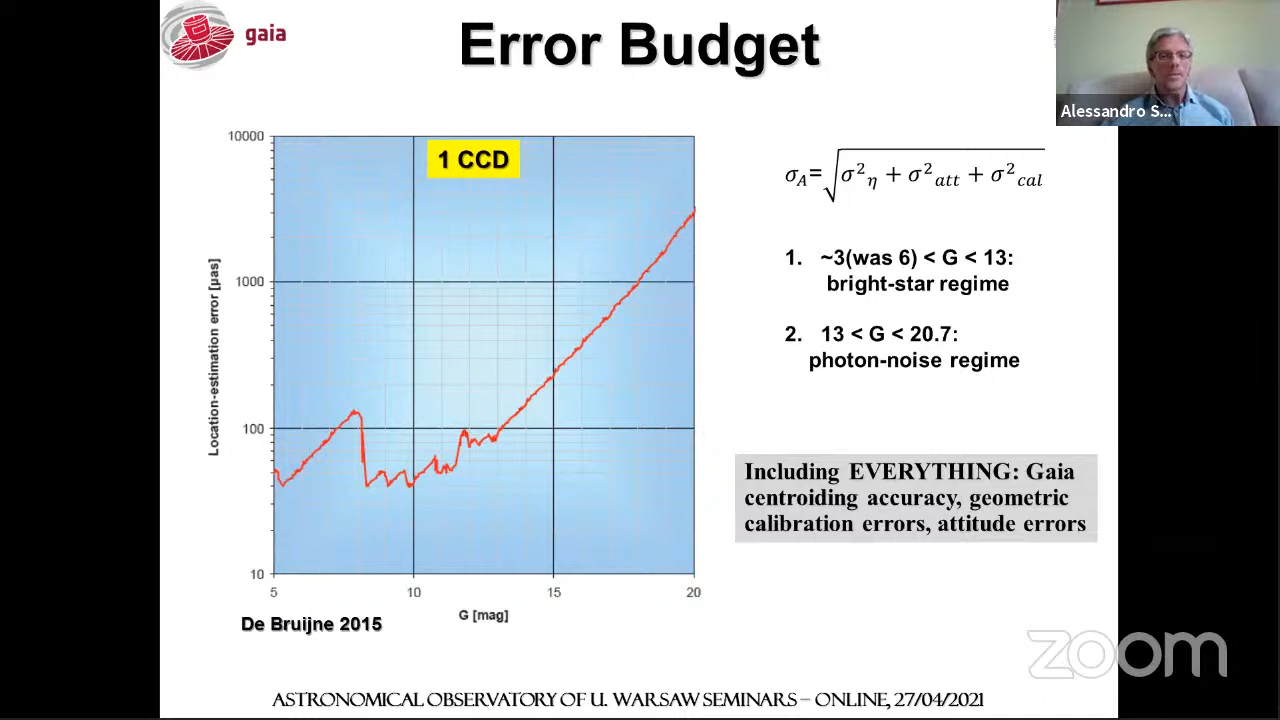 gaia
Error Budget
Alessandro S...
1 CCD
10000
1000
100
10
5
10
15
20
Location-estimation error [µas]
G [mag]
De Bruijne 2015
σA=√σ²η + σ²att + σ²cal
1. ~3(was 6) < G < 13:
bright-star regime
2. 13 < G < 20.7:
photon-noise regime
Including EVERYTHING: Gaia
centroiding accuracy, geometric
calibration errors, attitude errors
zoom
ASTRONOMICAL OBSERVATORY OF U. WARSAW SEMINARS – ONLINE, 27/04/2021